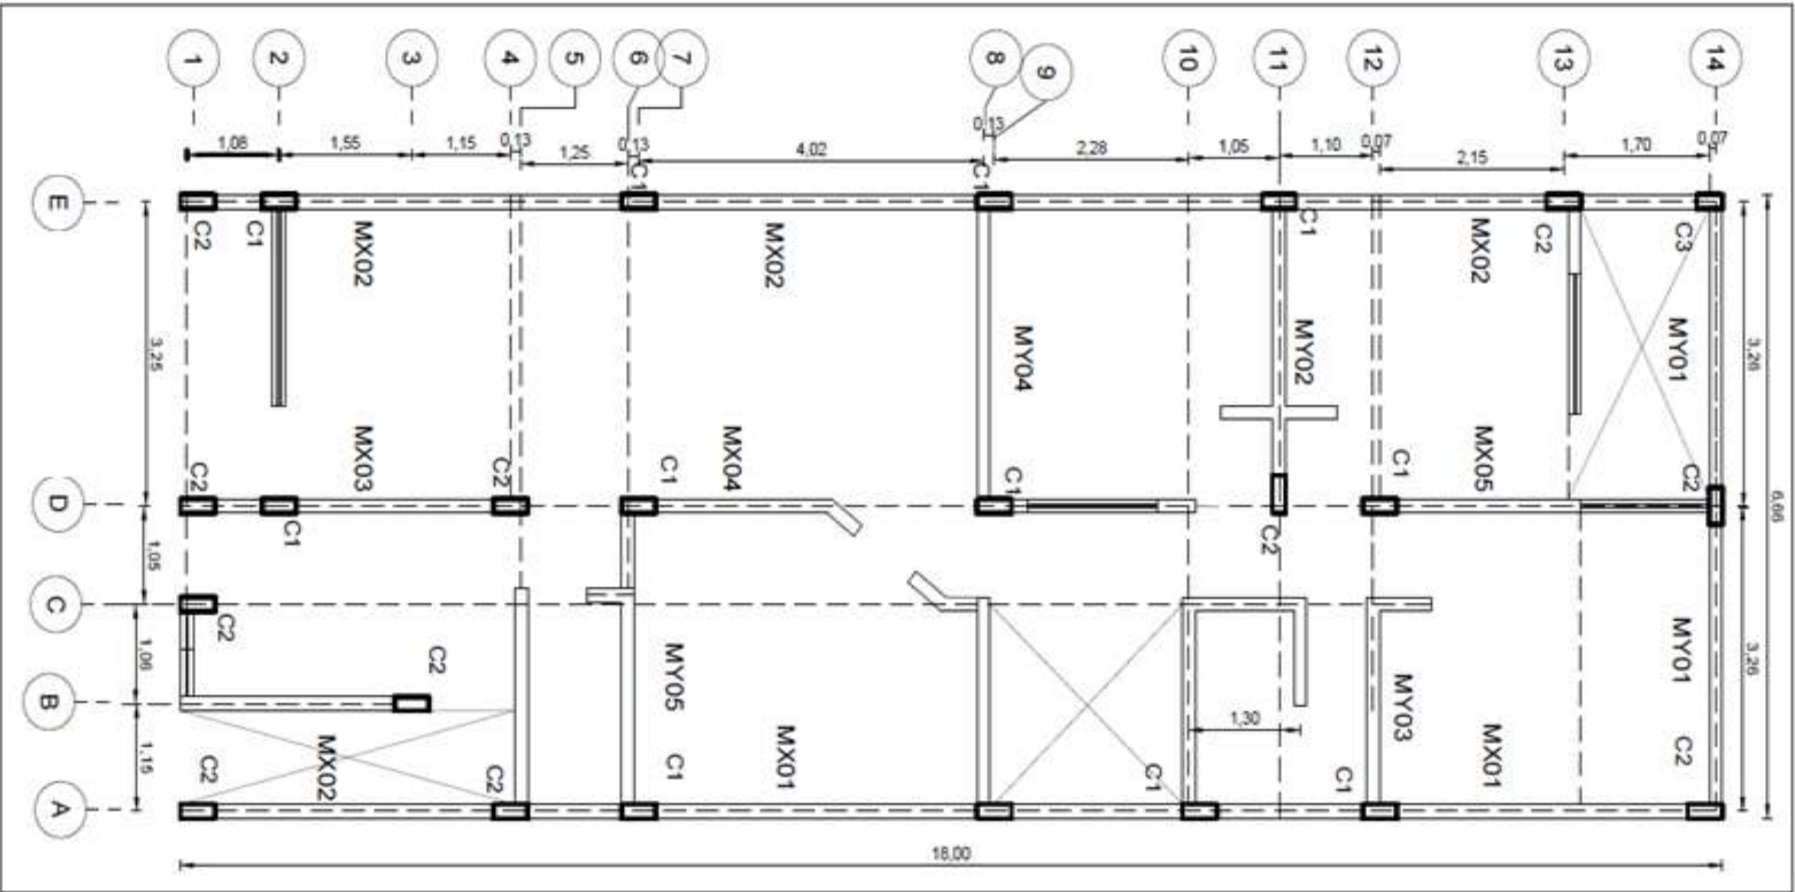 1
2
3
4
5
6
7
8
9
10
11
12
13
14
1,08
1,55
1,15
0,13
1,25
0,13
4,02
0,13
2,28
1,05
1,10
0,07
2,15
1,70
0,07
C1
C1
E
C2
C1
MX02
MX02
C1
MX02
C2
C3
3,25
MY04
MY02
MY01
3,26
6,66
C2
MX03
C2
C1
MX04
C1
C1
MX05
C2
D
C1
C2
1,05
C
C2
1,06
C2
MY05
MY03
MY01
3,26
B
1,30
1,15
C2
MX02
C2
C1
MX01
C1
C1
MX01
C2
A
18,00